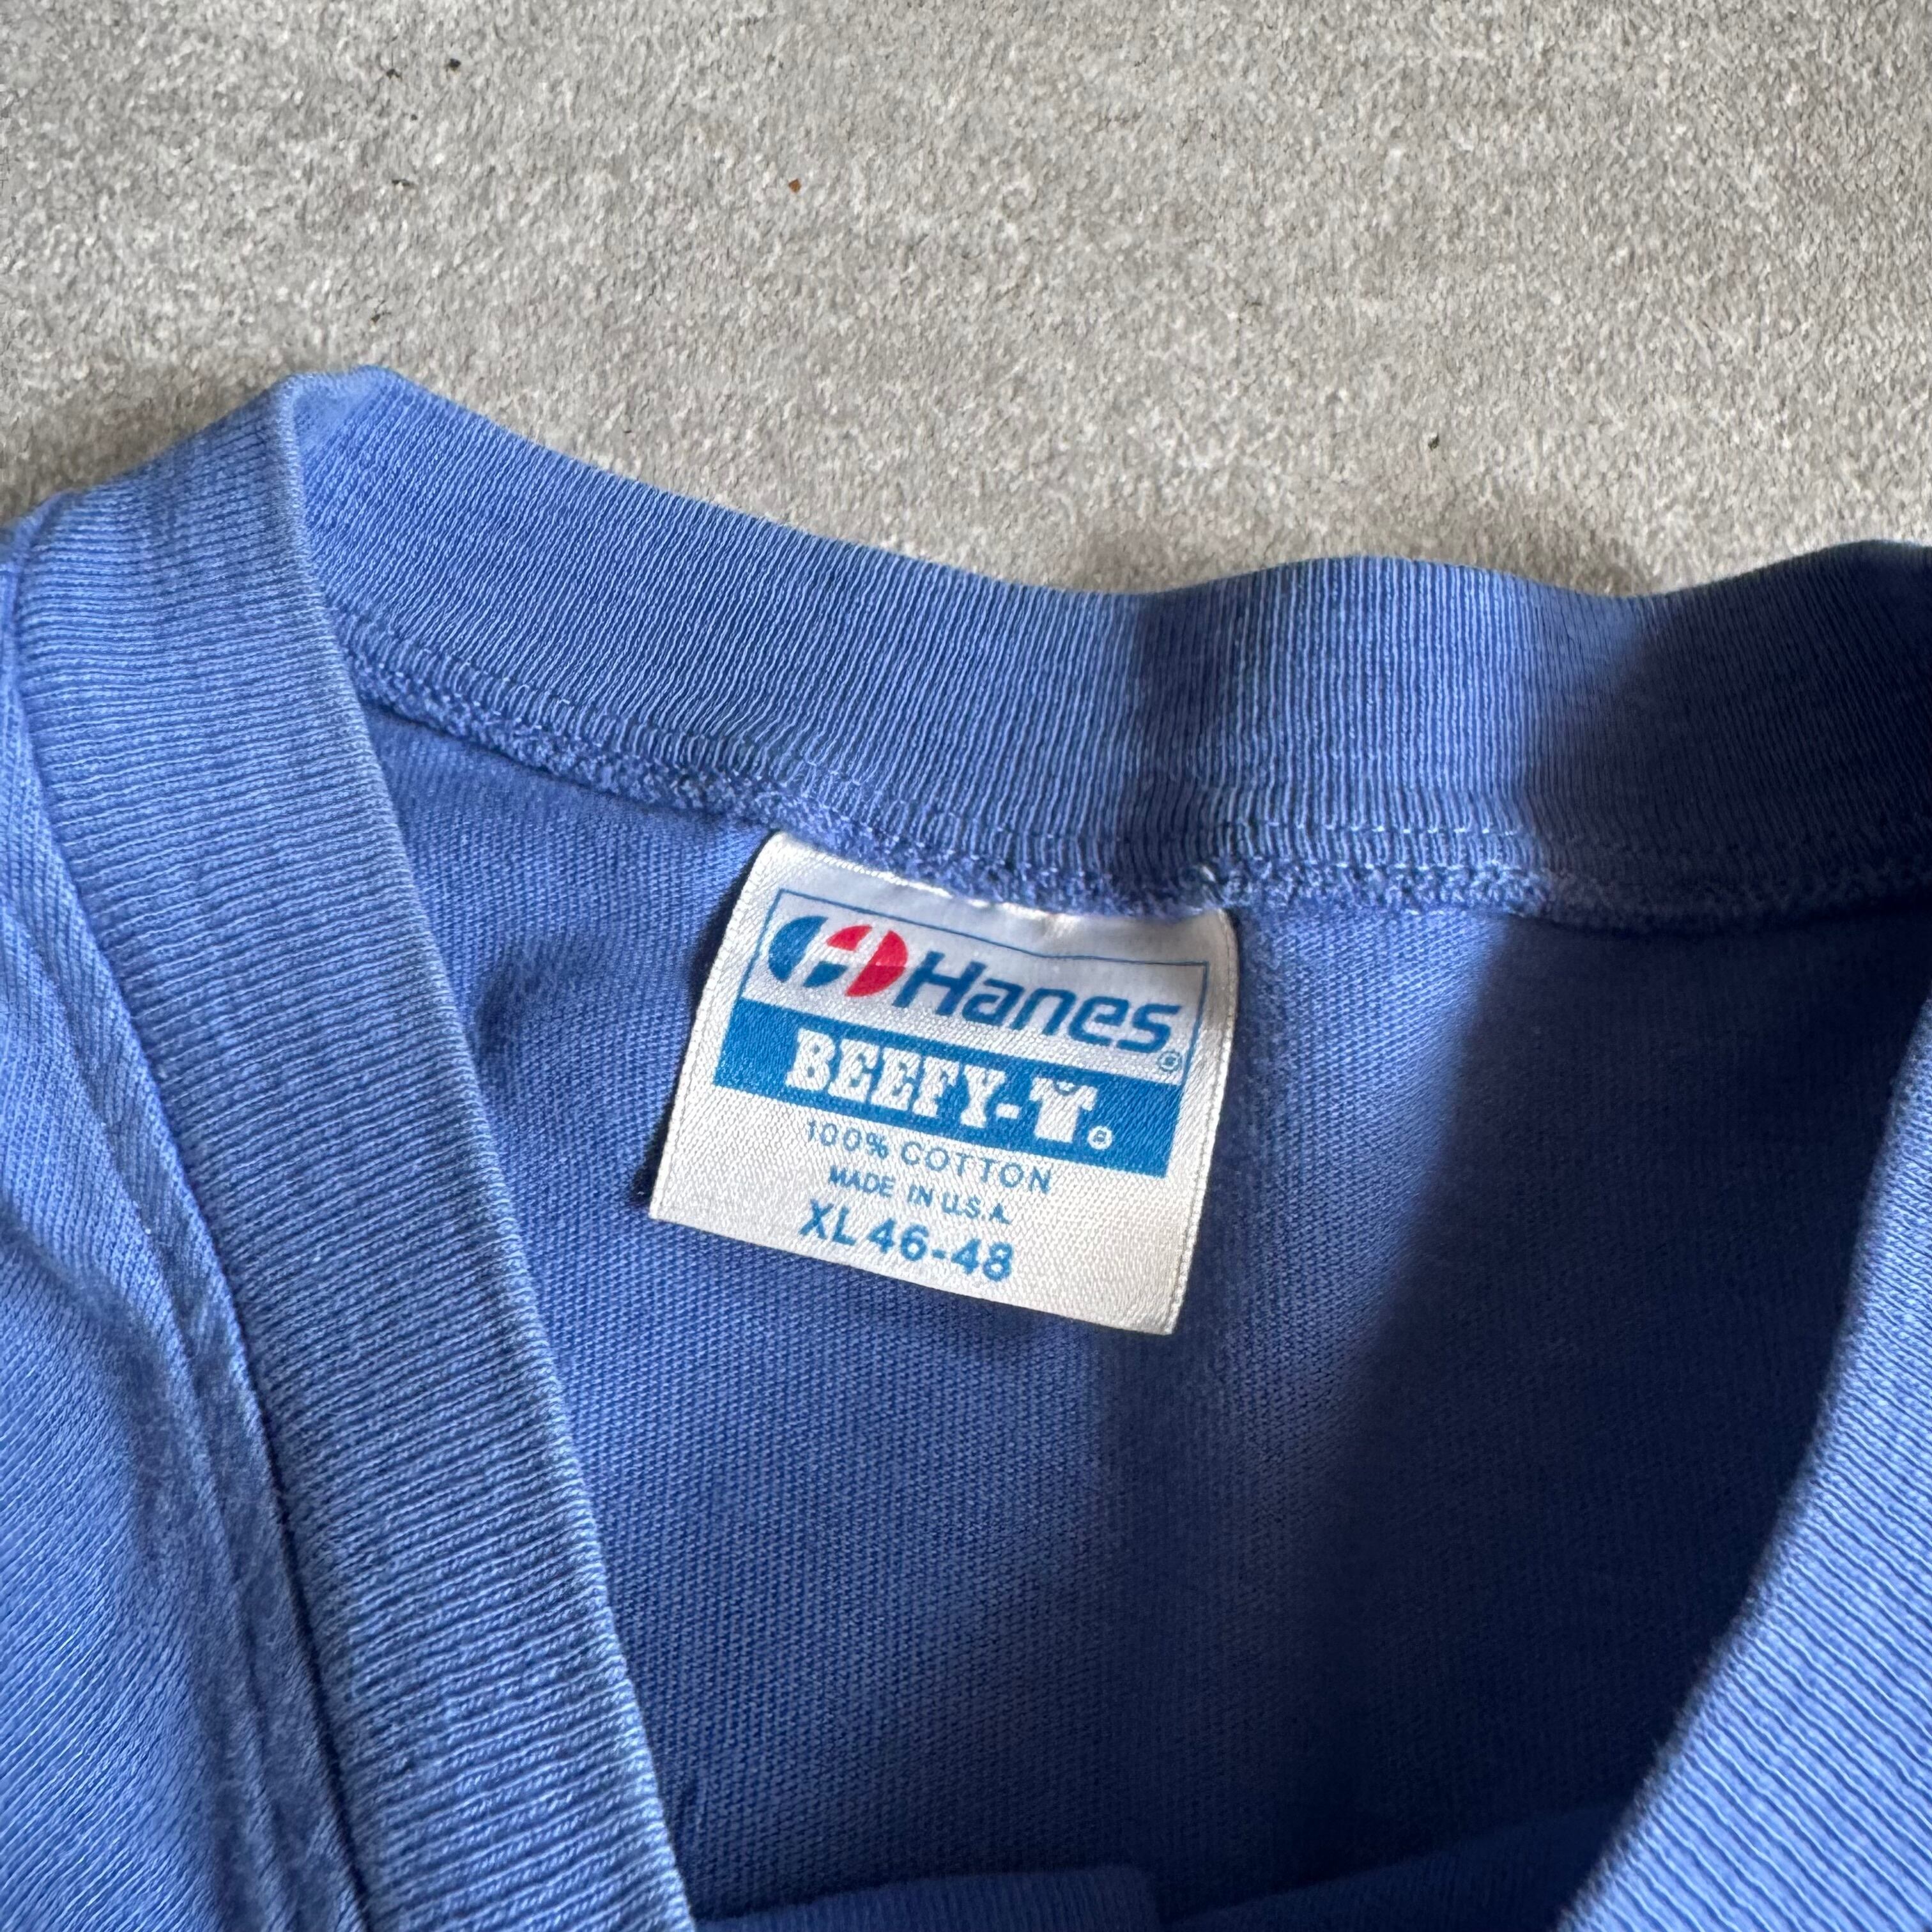 Hanes®
BEEFY-T®
100% COTTON
MADE IN U.S.A.
XL 46-48